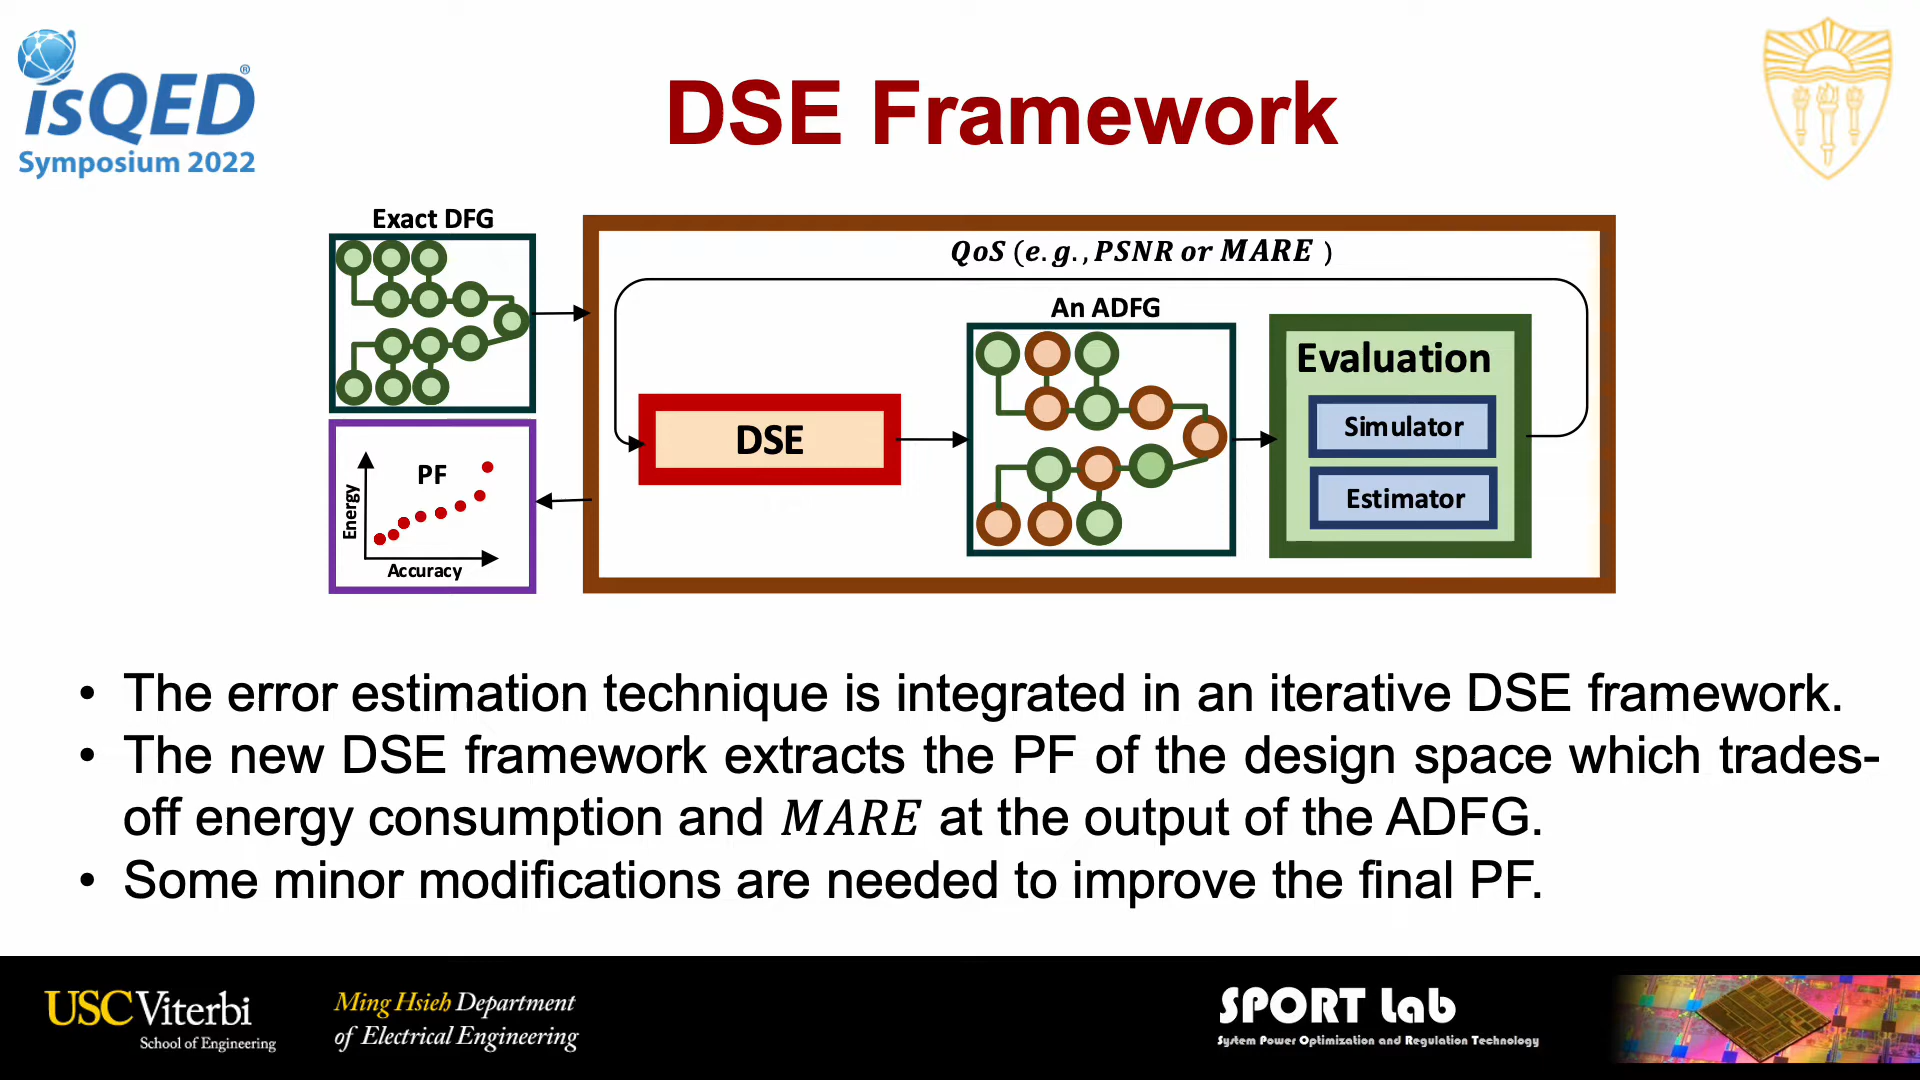 isQED®
Symposium 2022
DSE Framework
Exact DFG
QoS (e.g., PSNR or MARE )
An ADFG
Evaluation
Simulator
Estimator
DSE
PF
Energy
Accuracy
• The error estimation technique is integrated in an iterative DSE framework.
• The new DSE framework extracts the PF of the design space which trades-
off energy consumption and MARE at the output of the ADFG.
• Some minor modifications are needed to improve the final PF.
USC Viterbi
School of Engineering
Ming Hsieh Department
of Electrical Engineering
SPORT Lab
System Power Optimization and Regulation Technology